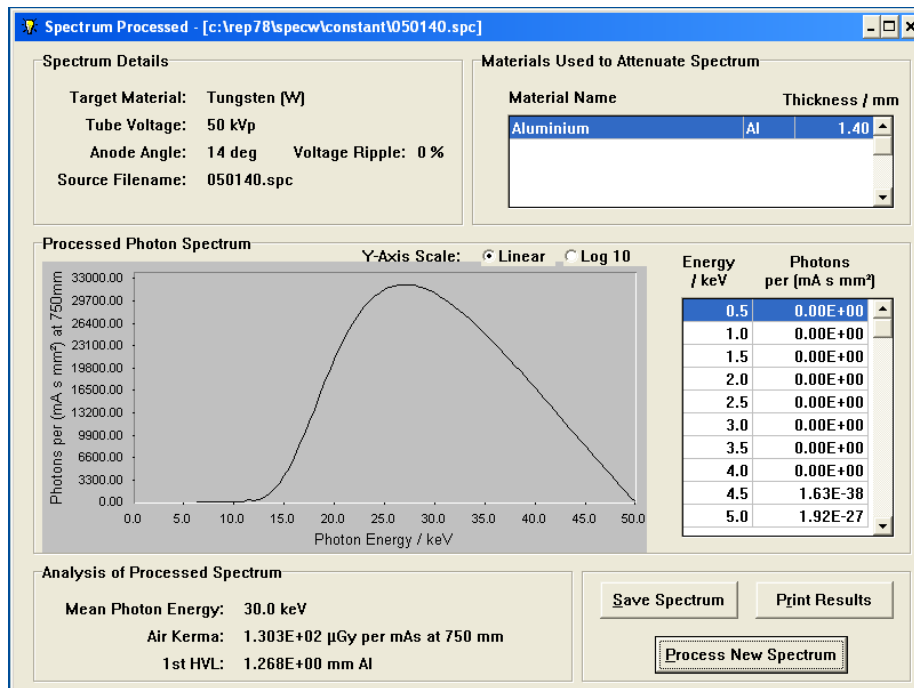 Spectrum Processed - [c:\rep78\specw\constant\050140.spc]
Spectrum Details
Target Material: Tungsten (W)
Tube Voltage: 50 kVp
Anode Angle: 14 deg Voltage Ripple: 0 %
Source Filename: 050140.spc
Materials Used to Attenuate Spectrum
Material Name Thickness / mm
Aluminium Al 1.40
Processed Photon Spectrum
Y-Axis Scale: Linear Log 10
Photons per (mA s mm²) at 750mm
33000.00
29700.00
26400.00
23100.00
19800.00
16500.00
13200.00
9900.00
6600.00
3300.00
0.00
0.0 5.0 10.0 15.0 20.0 25.0 30.0 35.0 40.0 45.0 50.0
Photon Energy / keV
Energy Photons
/ keV per (mA s mm²)
0.5 0.00E+00
1.0 0.00E+00
1.5 0.00E+00
2.0 0.00E+00
2.5 0.00E+00
3.0 0.00E+00
3.5 0.00E+00
4.0 0.00E+00
4.5 1.63E-38
5.0 1.92E-27
Analysis of Processed Spectrum
Mean Photon Energy: 30.0 keV
Air Kerma: 1.303E+02 µGy per mAs at 750 mm
1st HVL: 1.268E+00 mm Al
Save Spectrum Print Results
Process New Spectrum